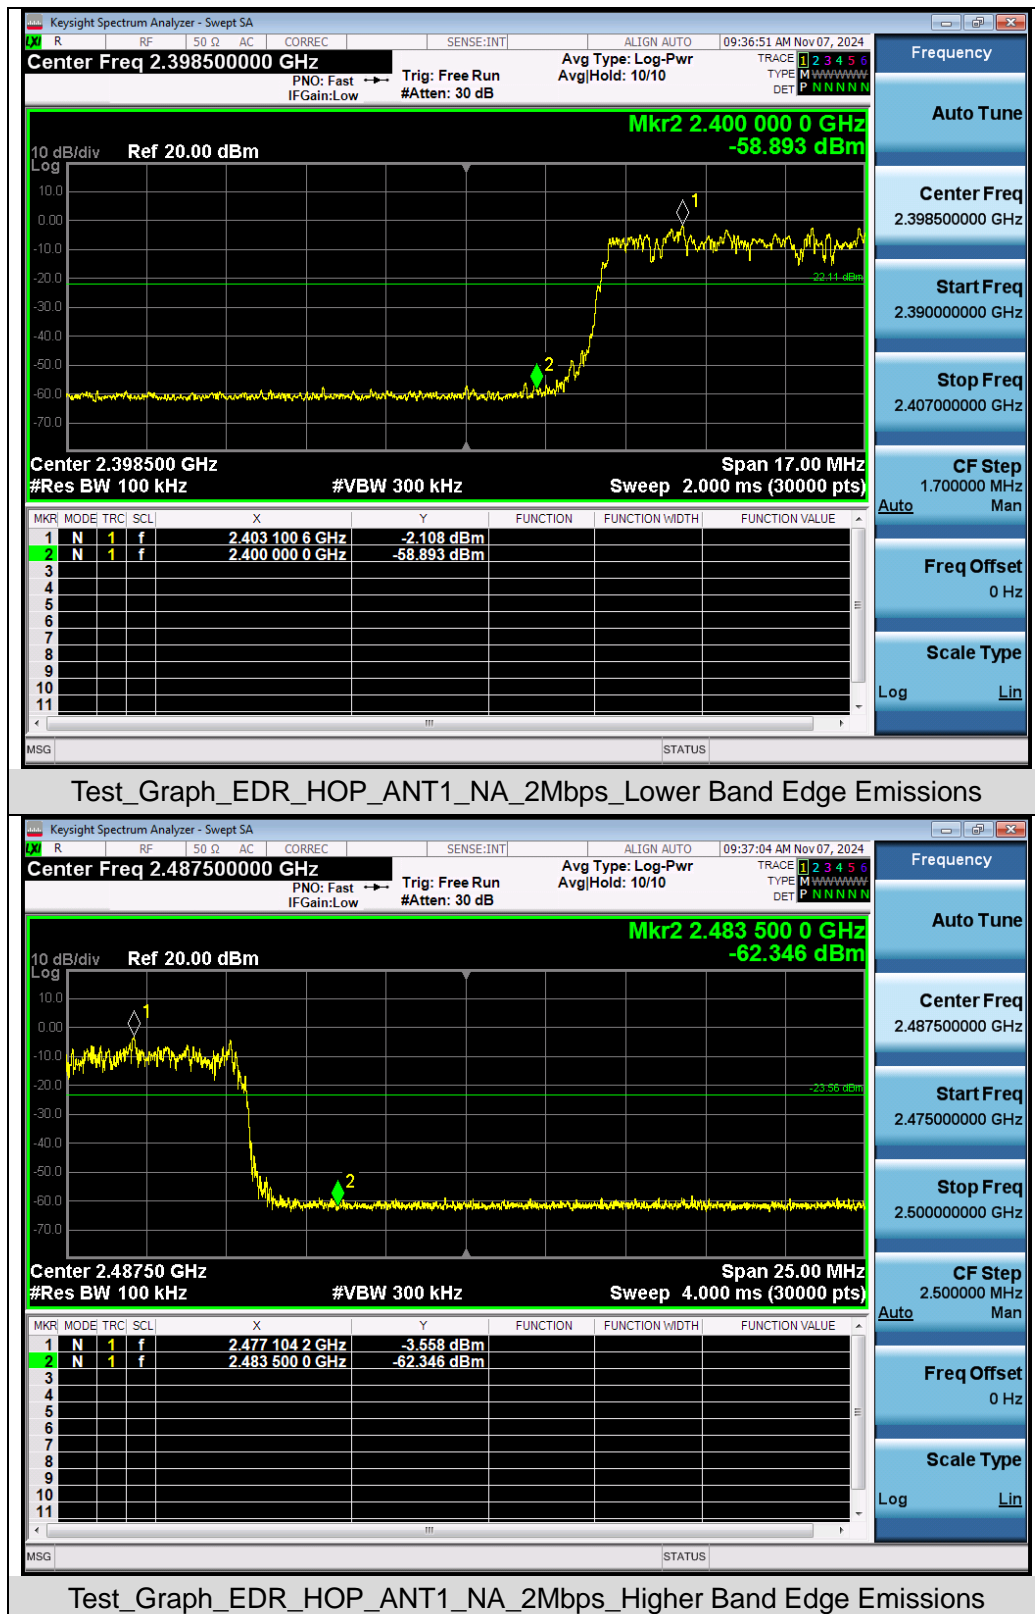 Keysight Spectrum Analyzer - Swept SA
LXI R RF 50 Ω AC CORREC SENSE:INT ALIGN AUTO 09:36:51 AM Nov 07, 2024
Center Freq 2.398500000 GHz
PNO: Fast
IFGain:Low
Trig: Free Run
#Atten: 30 dB
Avg Type: Log-Pwr
Avg|Hold: 10/10
TRACE 1 2 3 4 5 6
TYPE M W W W W W
DET P N N N N N
Mkr2 2.400 000 0 GHz
-58.893 dBm
10 dB/div Ref 20.00 dBm
Log
10.0
0.00
-10.0
-20.0
-30.0
-40.0
-50.0
-60.0
-70.0
1
-22.11 dBm
2
Center 2.398500 GHz Span 17.00 MHz
#Res BW 100 kHz #VBW 300 kHz Sweep 2.000 ms (30000 pts)
MKR MODE TRC SCL X Y FUNCTION FUNCTION WIDTH FUNCTION VALUE
1 N 1 f 2.403 100 6 GHz -2.108 dBm
2 N 1 f 2.400 000 0 GHz -58.893 dBm
3
4
5
6
7
8
9
10
11
MSG STATUS
Frequency
Auto Tune
Center Freq
2.398500000 GHz
Start Freq
2.390000000 GHz
Stop Freq
2.407000000 GHz
CF Step
1.700000 MHz
Auto Man
Freq Offset
0 Hz
Scale Type
Log Lin
Test_Graph_EDR_HOP_ANT1_NA_2Mbps_Lower Band Edge Emissions
Keysight Spectrum Analyzer - Swept SA
LXI R RF 50 Ω AC CORREC SENSE:INT ALIGN AUTO 09:37:04 AM Nov 07, 2024
Center Freq 2.487500000 GHz
PNO: Fast
IFGain:Low
Trig: Free Run
#Atten: 30 dB
Avg Type: Log-Pwr
Avg|Hold: 10/10
TRACE 1 2 3 4 5 6
TYPE M W W W W W
DET P N N N N N
Mkr2 2.483 500 0 GHz
-62.346 dBm
10 dB/div Ref 20.00 dBm
Log
10.0
0.00
-10.0
-20.0
-30.0
-40.0
-50.0
-60.0
-70.0
1
-23.56 dBm
2
Center 2.48750 GHz Span 25.00 MHz
#Res BW 100 kHz #VBW 300 kHz Sweep 4.000 ms (30000 pts)
MKR MODE TRC SCL X Y FUNCTION FUNCTION WIDTH FUNCTION VALUE
1 N 1 f 2.477 104 2 GHz -3.558 dBm
2 N 1 f 2.483 500 0 GHz -62.346 dBm
3
4
5
6
7
8
9
10
11
MSG STATUS
Frequency
Auto Tune
Center Freq
2.487500000 GHz
Start Freq
2.475000000 GHz
Stop Freq
2.500000000 GHz
CF Step
2.500000 MHz
Auto Man
Freq Offset
0 Hz
Scale Type
Log Lin
Test_Graph_EDR_HOP_ANT1_NA_2Mbps_Higher Band Edge Emissions